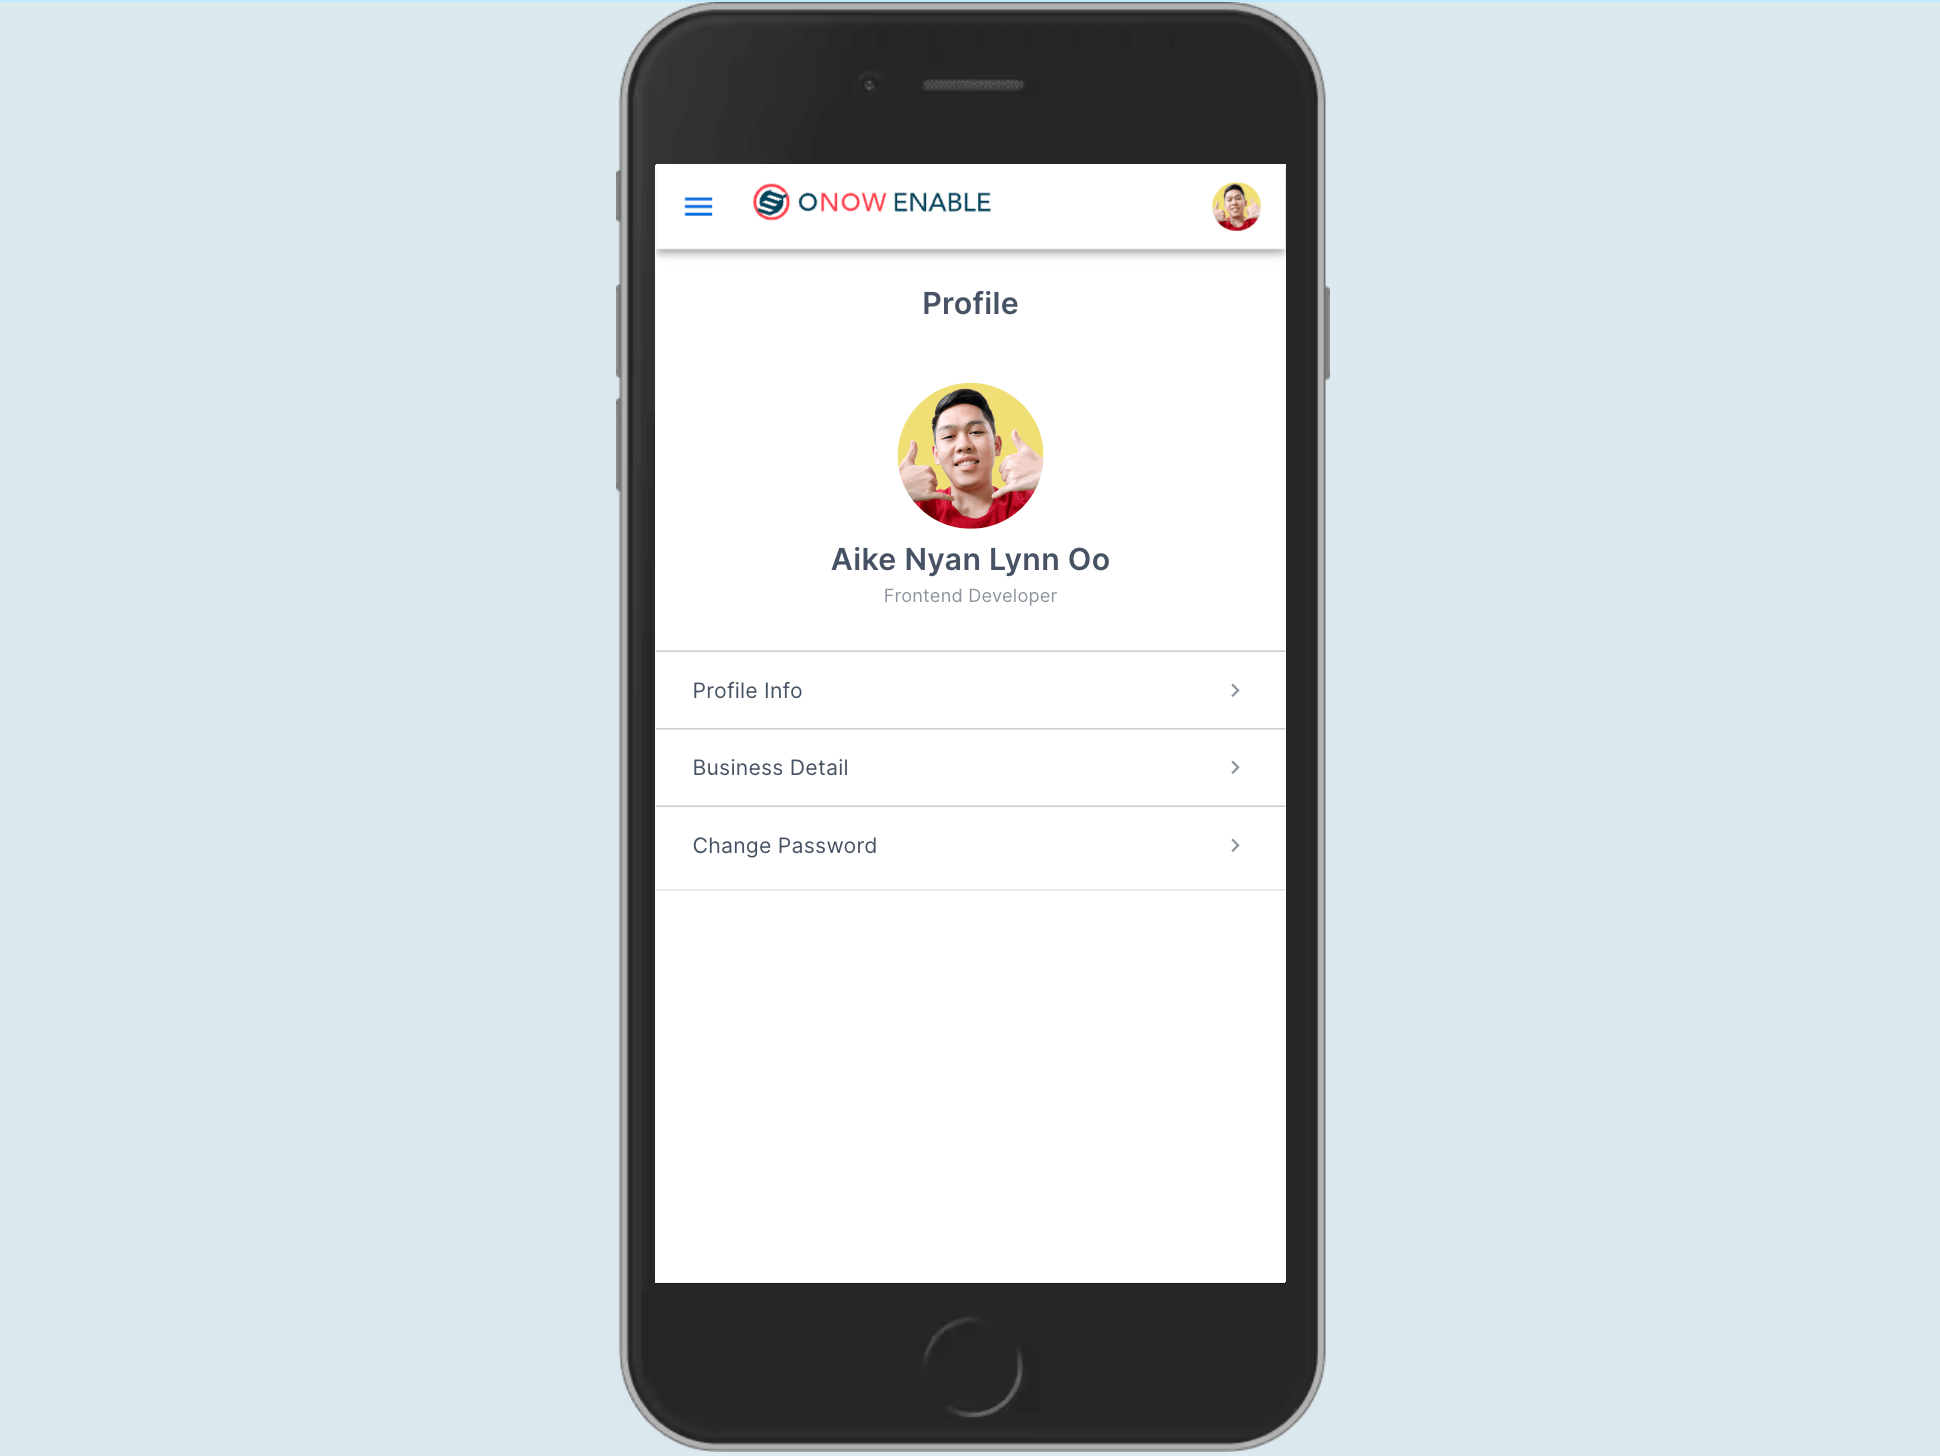 ONOW ENABLE
Profile
Aike Nyan Lynn Oo
Frontend Developer
Profile Info
Business Detail
Change Password